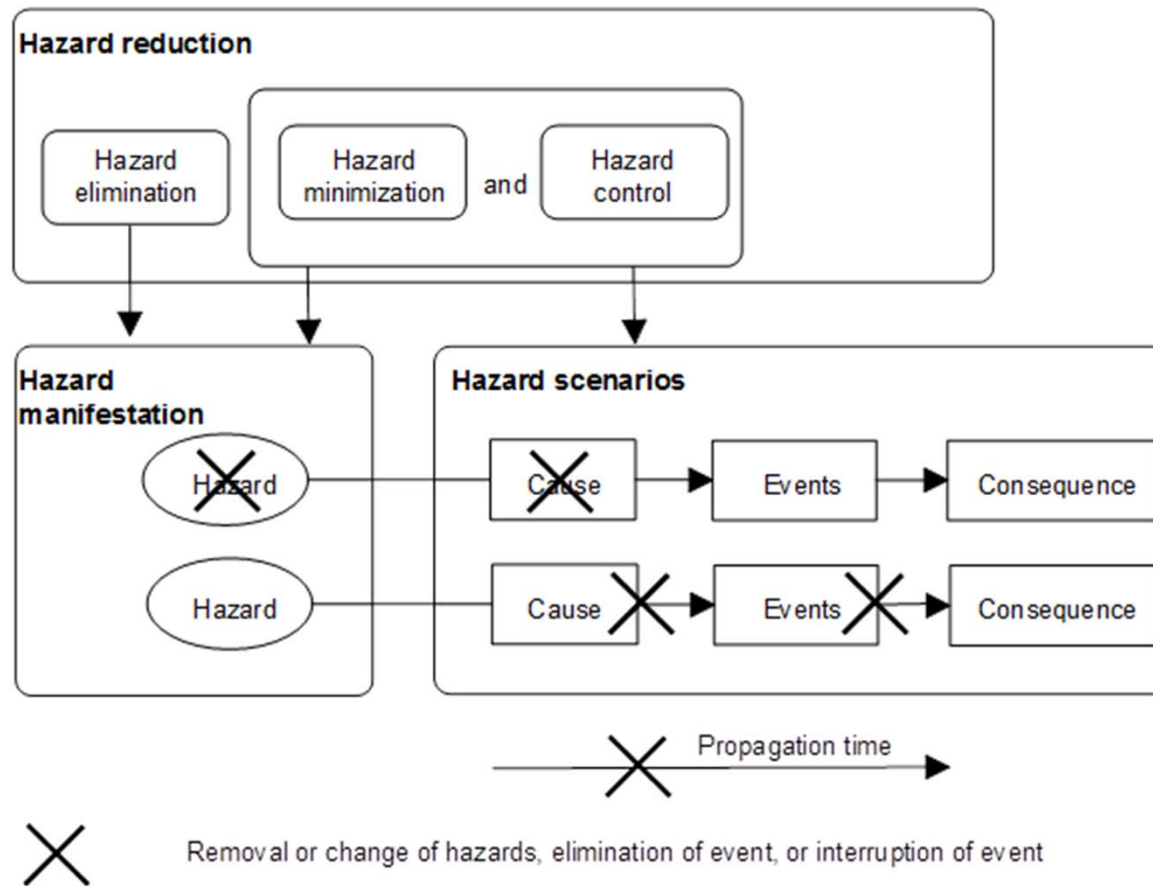 Hazard reduction
Hazard
elimination
Hazard
minimization
and
Hazard
control
Hazard
manifestation
Hazard scenarios
Hazard
Cause
Events
Consequence
Hazard
Cause
Events
Consequence
Propagation time
Removal or change of hazards, elimination of event, or interruption of event